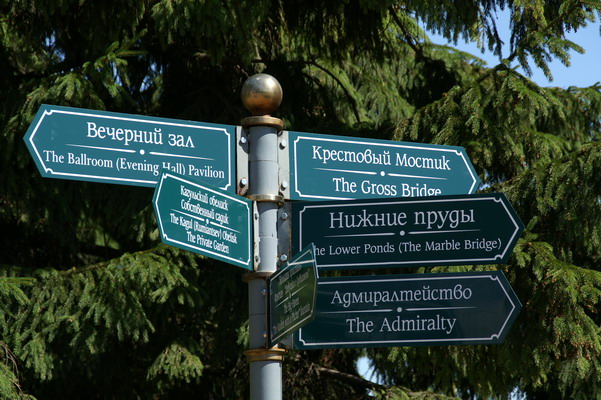 Вечерний зал
The Ballroom (Evening Hall) Pavilion
Крестовый Мостик
The Gross Bridge
Кагульский обелиск
Собственный садик
The Kagul (Rumiantsev) Obelisk
The Private Garden
Нижние пруды
The Lower Ponds (The Marble Bridge)
Адмиралтейство
The Admiralty